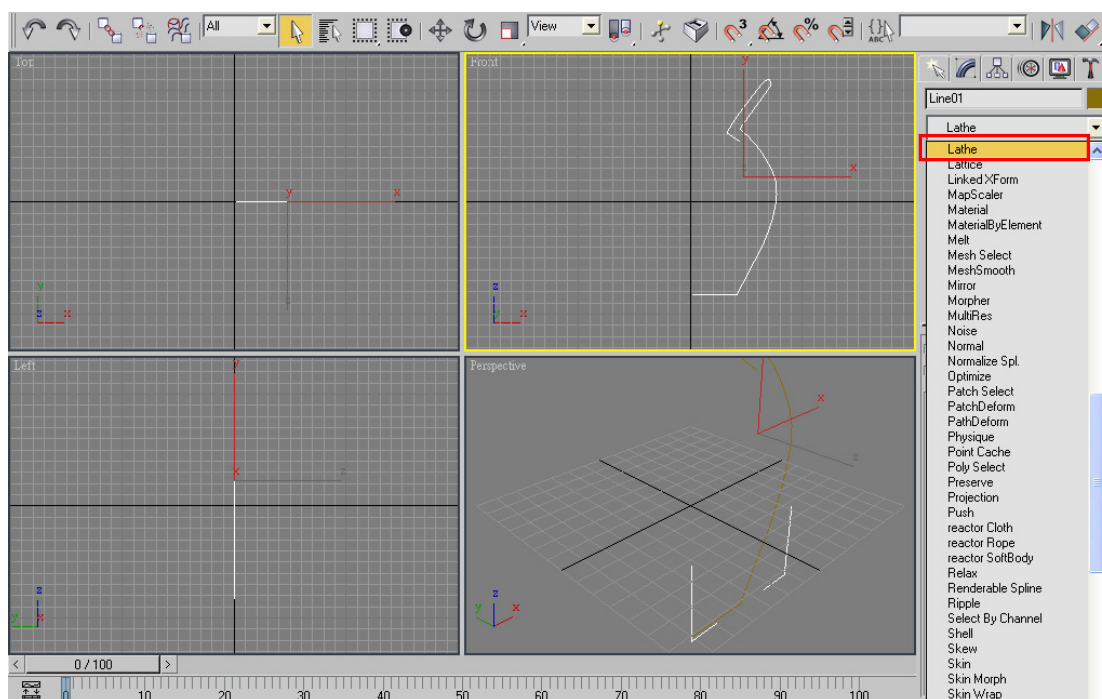 All
View
3
%
ABC
Top
Front
y
x
Line01
Lathe
Lathe
Lattice
Linked XForm
MapScaler
Material
MaterialByElement
Melt
Mesh Select
MeshSmooth
Mirror
Morpher
MultiRes
Noise
Normal
Normalize Spl.
Optimize
Patch Select
PatchDeform
PathDeform
Physique
Point Cache
Poly Select
Preserve
Projection
Push
reactor Cloth
reactor Rope
reactor SoftBody
Relax
Renderable Spline
Ripple
Select By Channel
Shell
Skew
Skin
Skin Morph
Skin Wrap
y x
z
y
z x
z
y x
Left
Perspective
y
x z
z
y x
x
z
z
y x
< 0 / 100 >
0 10 20 30 40 50 60 70 80 90 100